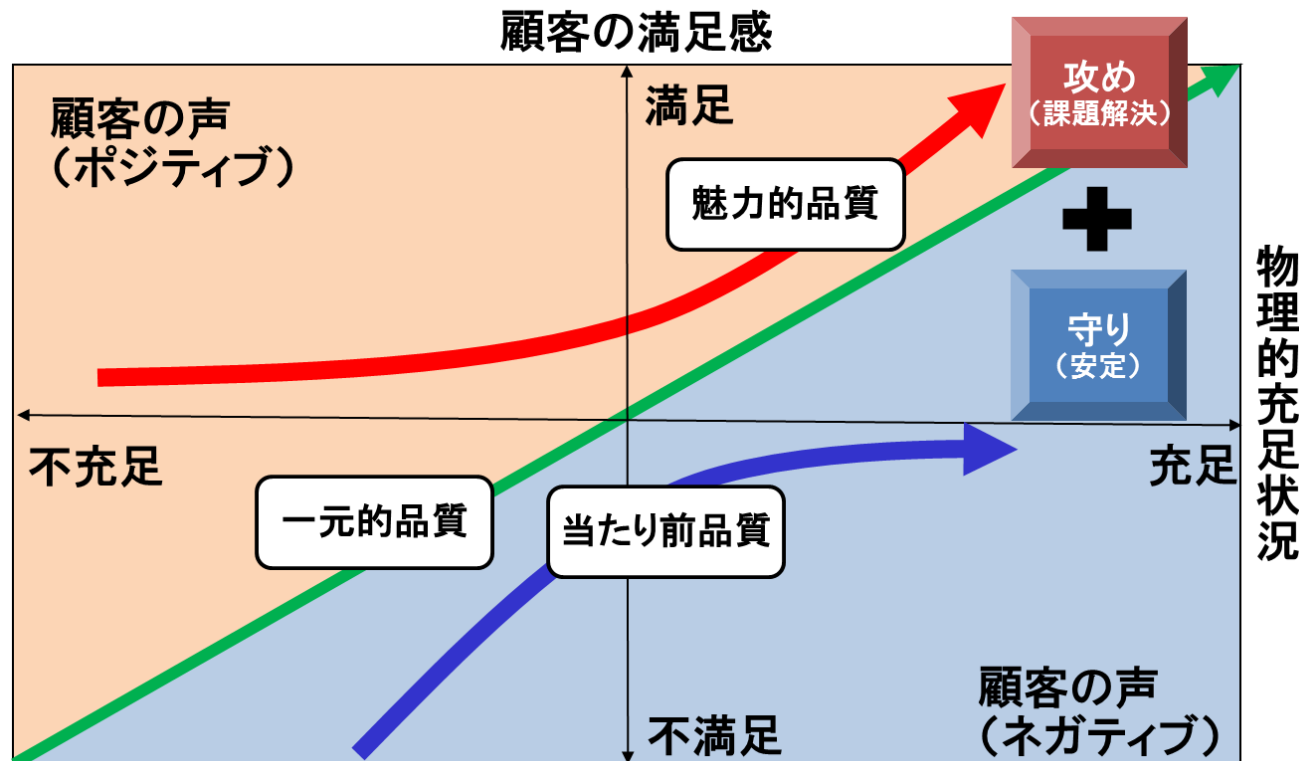 顧客の満足感
顧客の声
（ポジティブ）
満足
攻め
（課題解決）
魅力的品質
守り
（安定）
物理的充足状況
不充足
充足
一元的品質
当たり前品質
顧客の声
（ネガティブ）
不満足